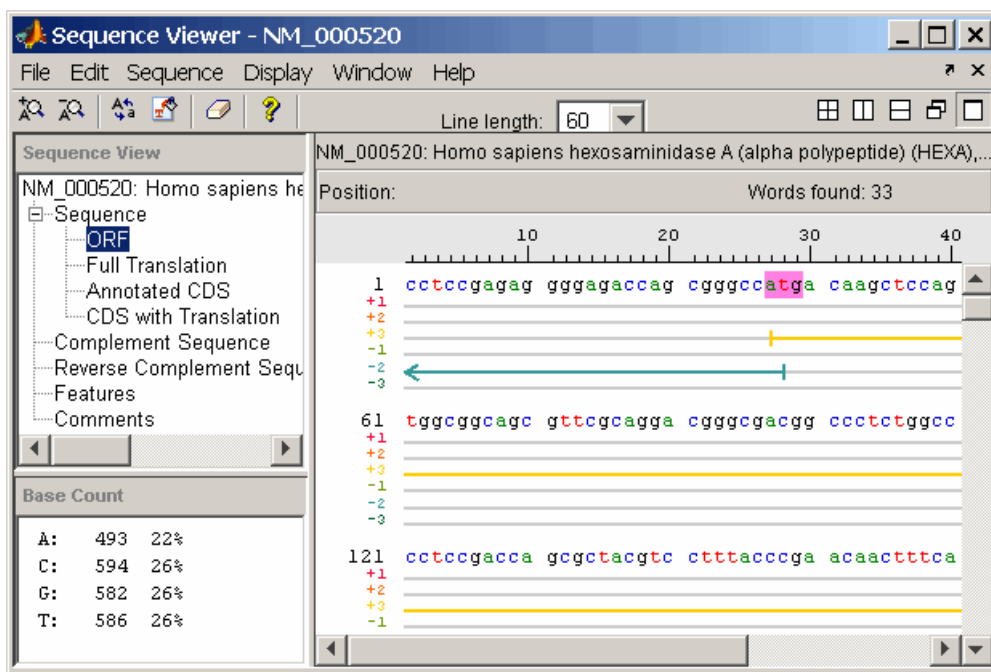 Sequence Viewer - NM_000520
File Edit Sequence Display Window Help
Line length: 60
Sequence View
NM_000520: Homo sapiens he
Sequence
ORF
Full Translation
Annotated CDS
CDS with Translation
Complement Sequence
Reverse Complement Sequ
Features
Comments
Base Count
A: 493 22%
C: 594 26%
G: 582 26%
T: 586 26%
NM_000520: Homo sapiens hexosaminidase A (alpha polypeptide) (HEXA),...
Position: Words found: 33
10 20 30 40
1 cctccgagag gggagaccag cgggccatga caagctccag
+1
+2
+3
-1
-2
-3
61 tggcggcagc gttcgcagga cgggcgacgg ccctctggcc
+1
+2
+3
-1
-2
-3
121 cctccgacca gcgctacgtc ctttacccga acaactttca
+1
+2
+3
-1